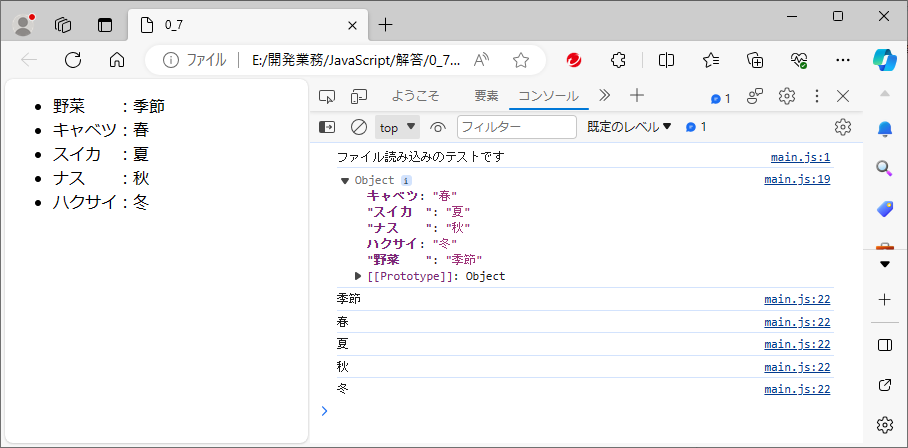 0_7
ファイル
E:/開発業務/JavaScript/解答/0_7...
野菜　　：季節
キャベツ：春
スイカ　：夏
ナス　　：秋
ハクサイ：冬
ようこそ
要素
コンソール
1
top
フィルター
既定のレベル
1
ファイル読み込みのテストです main.js:1
Object i main.js:19
キャベツ: "春"
"スイカ　": "夏"
"ナス　　": "秋"
ハクサイ: "冬"
"野菜　　": "季節"
[[Prototype]]: Object
季節 main.js:22
春 main.js:22
夏 main.js:22
秋 main.js:22
冬 main.js:22